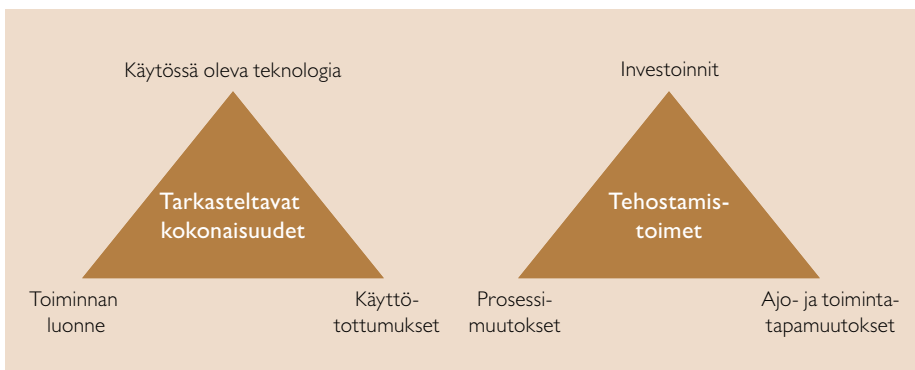 Käytössä oleva teknologia
Tarkasteltavat
kokonaisuudet
Toiminnan
luonne
Käyttö-
tottumukset
Investoinnit
Tehostamis-
toimet
Prosessi-
muutokset
Ajo- ja toiminta-
tapamuutokset